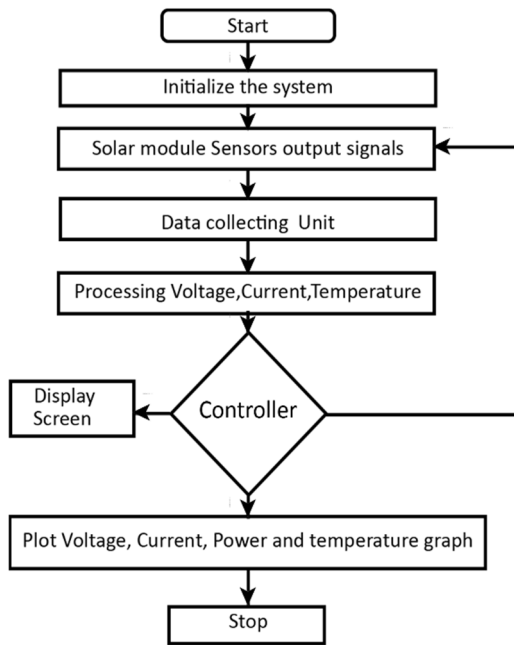 Start
Initialize the system
Solar module Sensors output signals
Data collecting Unit
Processing Voltage,Current,Temperature
Display
Screen
Controller
Plot Voltage, Current, Power and temperature graph
Stop